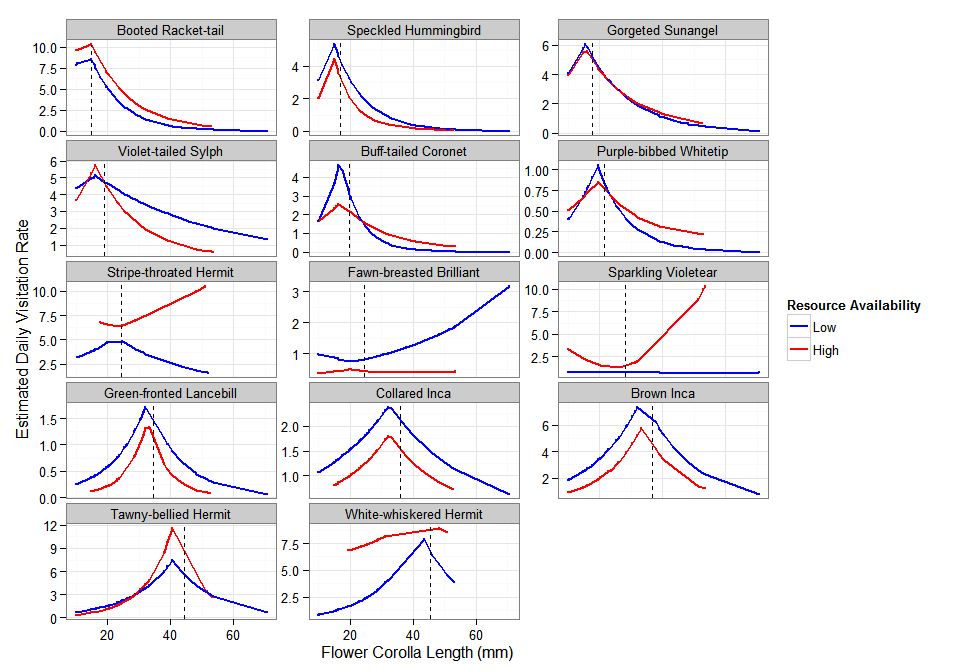 Booted Racket-tail Speckled Hummingbird Gorgeted Sunangel
10.0 7.5 5.0 2.5 0.0
4 2 0
6 4 2 0
Violet-tailed Sylph Buff-tailed Coronet Purple-bibbed Whitetip
6 5 4 3 2 1
4 3 2 1 0
1.00 0.75 0.50 0.25 0.00
Stripe-throated Hermit Fawn-breasted Brilliant Sparkling Violetear
10.0 7.5 5.0 2.5
3 2 1
10.0 7.5 5.0 2.5
Green-fronted Lancebill Collared Inca Brown Inca
1.5 1.0 0.5 0.0
2.0 1.5 1.0
6 4 2
Tawny-bellied Hermit White-whiskered Hermit
12 9 6 3 0
7.5 5.0 2.5
20 40 60 20 40 60
Flower Corolla Length (mm)
Estimated Daily Visitation Rate
Resource Availability
Low
High